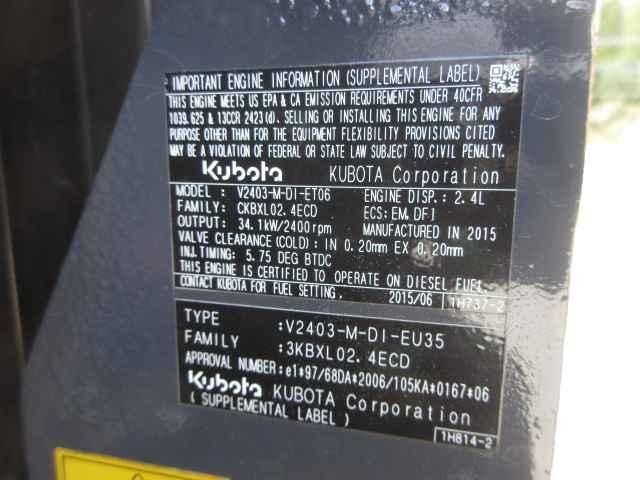 IMPORTANT ENGINE INFORMATION (SUPPLEMENTAL LABEL)
THIS ENGINE MEETS US EPA & CA EMISSION REQUIREMENTS UNDER 40CFR
1039.625 & 13CCR 2423(d). SELLING OR INSTALLING THIS ENGINE FOR ANY
PURPOSE OTHER THAN FOR THE EQUIPMENT FLEXIBILITY PROVISIONS CITED
MAY BE A VIOLATION OF FEDERAL OR STATE LAW SUBJECT TO CIVIL PENALTY.
Kubota KUBOTA Corporation
MODEL: V2403-M-DI-ET06 ENGINE DISP.: 2.4L
FAMILY: CKBXL02.4ECD ECS:EM,DFI
OUTPUT: 34.1kW/2400rpm MANUFACTURED IN 2015
VALVE CLEARANCE(COLD): IN 0.20mm EX 0.20mm
INJ.TIMING: 5.75 DEG BTDC
THIS ENGINE IS CERTIFIED TO OPERATE ON DIESEL FUEL
CONTACT KUBOTA FOR FUEL SETTING. 2015/06 1H737-2
TYPE :V2403-M-DI-EU35
FAMILY :3KBXL02.4ECD
APPROVAL NUMBER:e1*97/68DA*2006/105KA*0167*06
Kubota KUBOTA Corporation
(SUPPLEMENTAL LABEL) 1H814-2